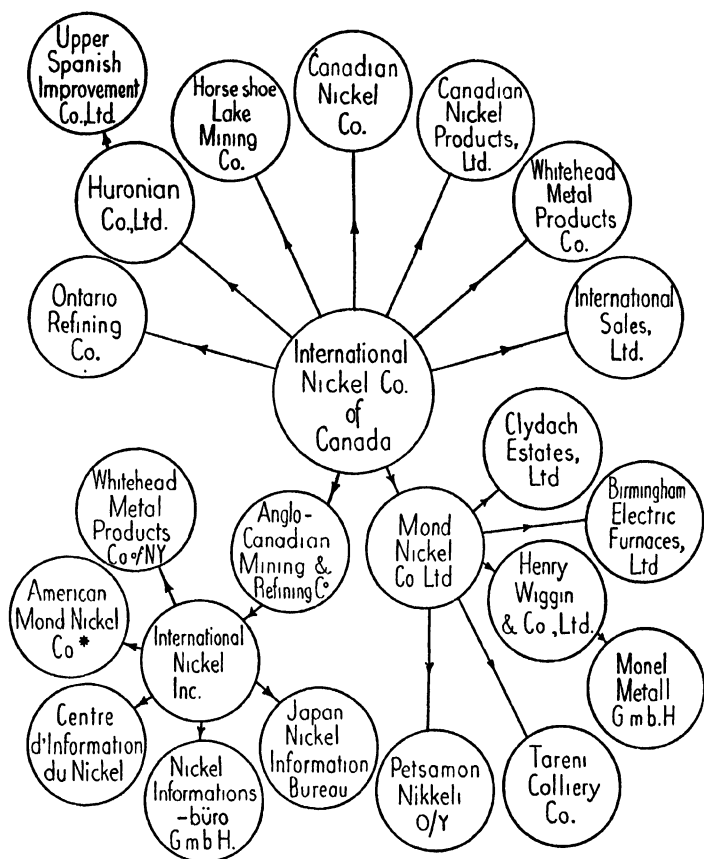 Upper
Spanish
Improvement
Co.,Ltd.
Horseshoe
Lake
Mining
Co.
Canadian
Nickel
Co.
Canadian
Nickel
Products,
Ltd.
Huronian
Co.,Ltd.
Whitehead
Metal
Products
Co.
Ontario
Refining
Co.
International
Sales,
Ltd.
International
Nickel Co.
of
Canada
Clydach
Estates,
Ltd
Whitehead
Metal
Products
Co of NY
Anglo-
Canadian
Mining &
Refining Co
Mond
Nickel
Co Ltd
Birmingham
Electric
Furnaces,
Ltd
American
Mond Nickel
Co *
International
Nickel
Inc.
Henry
Wiggin
& Co.,Ltd.
Monel
Metall
G m b.H
Centre
d'Information
du Nickel
Nickel
Informations
-büro
G m b H.
Japan
Nickel
Information
Bureau
Petsamon
Nikkeli
O/Y
Tareni
Colliery
Co.